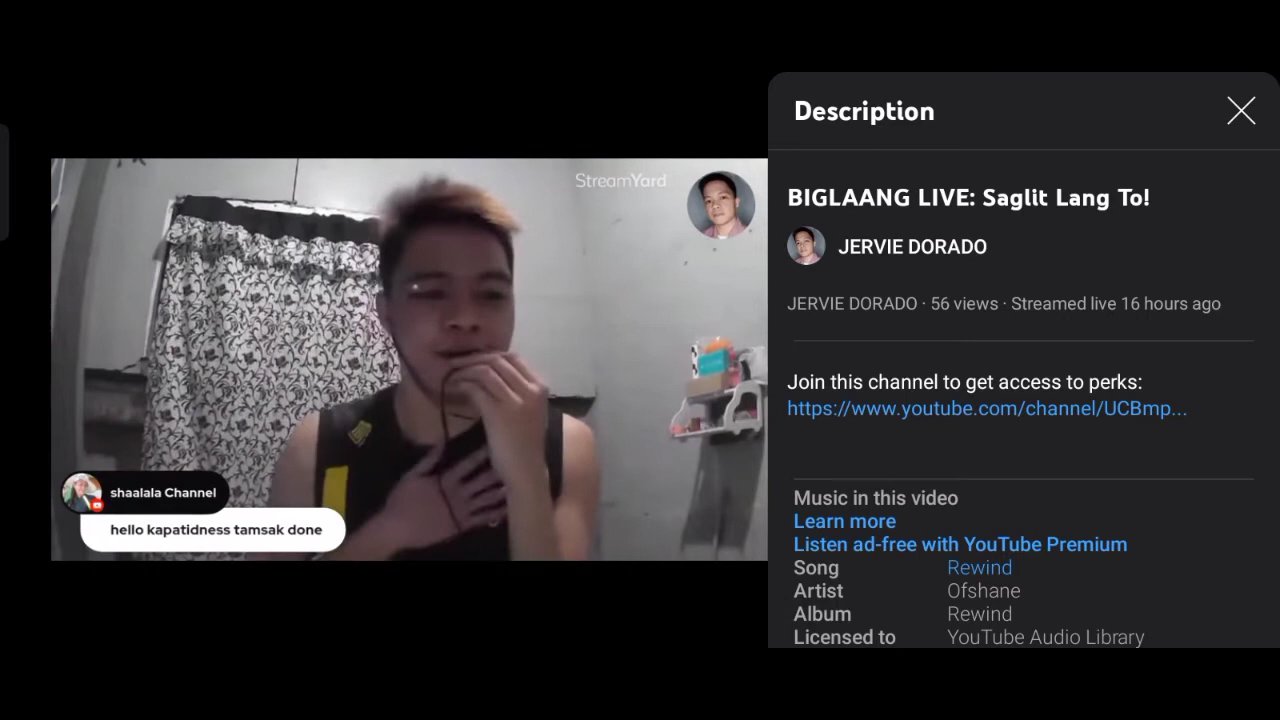 StreamYard
shaalala Channel
hello kapatidness tamsak done
Description
BIGLAANG LIVE: Saglit Lang To!
JERVIE DORADO
JERVIE DORADO · 56 views · Streamed live 16 hours ago
Join this channel to get access to perks:
https://www.youtube.com/channel/UCBmp...
Music in this video
Learn more
Listen ad-free with YouTube Premium
Song Rewind
Artist Ofshane
Album Rewind
Licensed to YouTube Audio Library